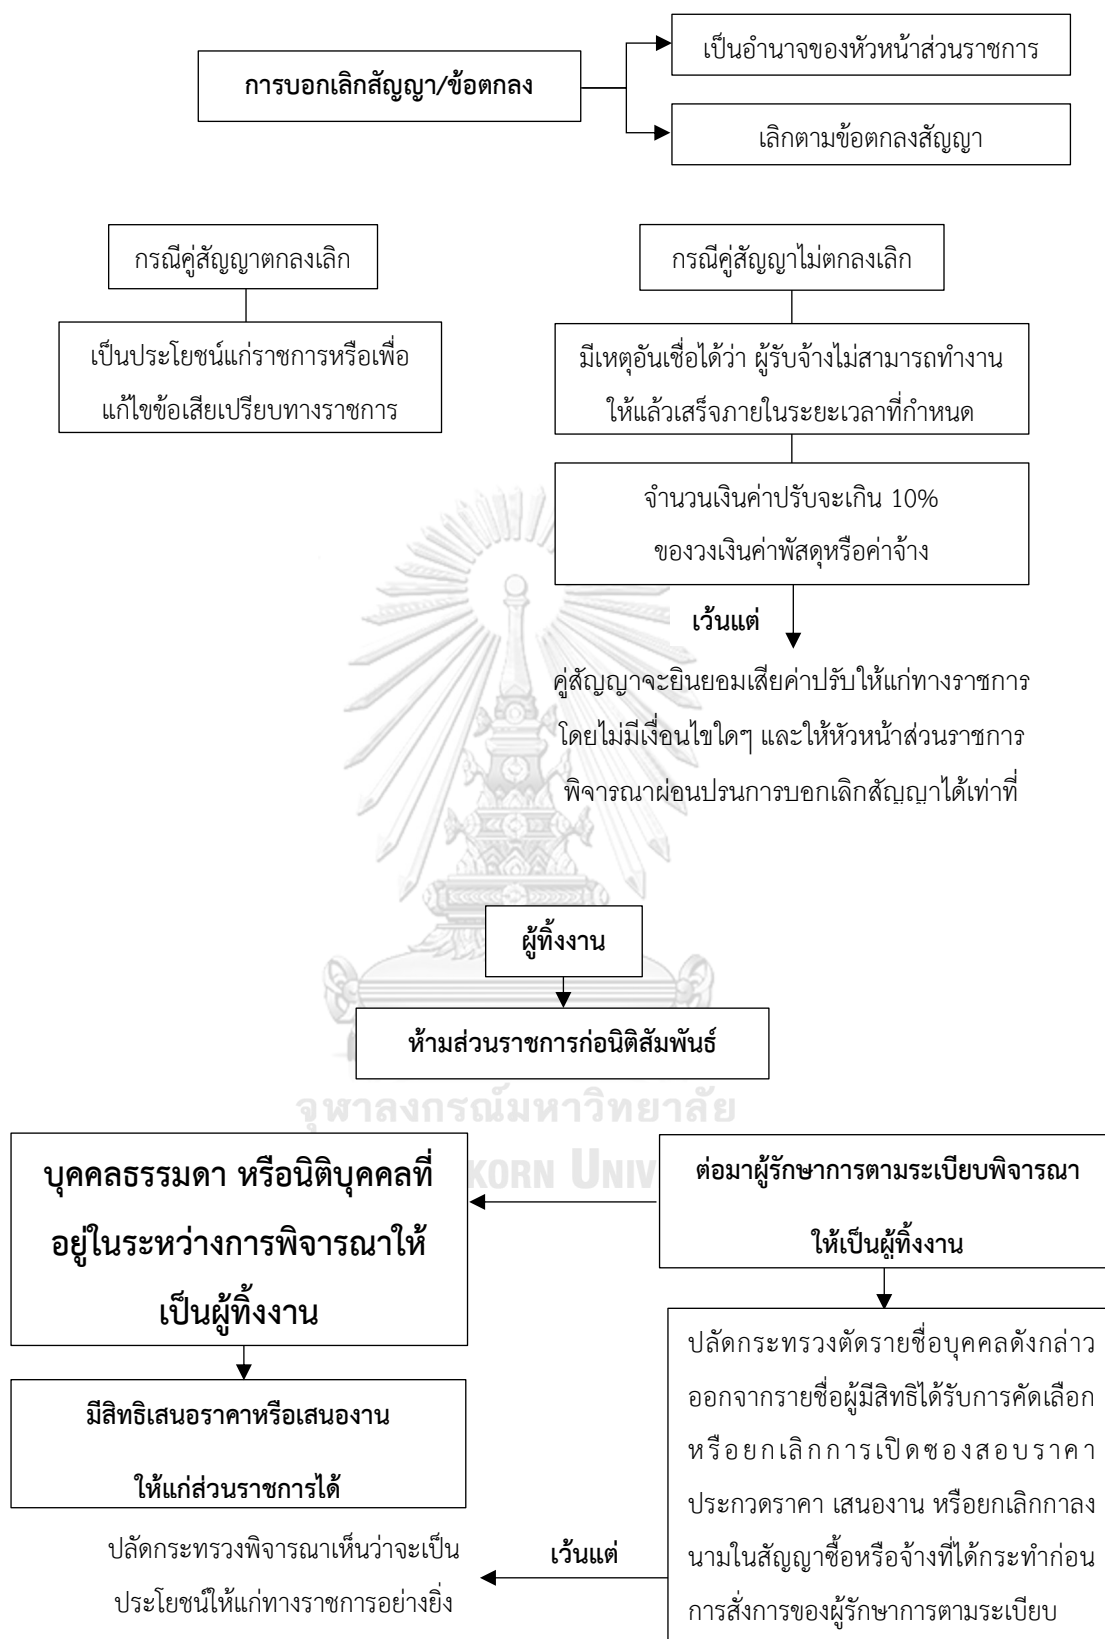 การบอกเลิกสัญญา/ข้อตกลง
เป็นอำนาจของหัวหน้าส่วนราชการ
เลิกตามข้อตกลงสัญญา
กรณีคู่สัญญาตกลงเลิก
เป็นประโยชน์แก่ราชการหรือเพื่อ
แก้ไขข้อเสียเปรียบทางราชการ
กรณีคู่สัญญาไม่ตกลงเลิก
มีเหตุอันเชื่อได้ว่า ผู้รับจ้างไม่สามารถทำงาน
ให้แล้วเสร็จภายในระยะเวลาที่กำหนด
จำนวนเงินค่าปรับจะเกิน 10%
ของวงเงินค่าพัสดุหรือค่าจ้าง
เว้นแต่
คู่สัญญาจะยินยอมเสียค่าปรับให้แก่ทางราชการ
โดยไม่มีเงื่อนไขใดๆ และให้หัวหน้าส่วนราชการ
พิจารณาผ่อนปรนการบอกเลิกสัญญาได้เท่าที่
ผู้ทิ้งงาน
ห้ามส่วนราชการก่อนิติสัมพันธ์
จุฬาลงกรณ์มหาวิทยาลัย
KORN UNIV
บุคคลธรรมดา หรือนิติบุคคลที่
อยู่ในระหว่างการพิจารณาให้
เป็นผู้ทิ้งงาน
ต่อมาผู้รักษาการตามระเบียบพิจารณา
ให้เป็นผู้ทิ้งงาน
มีสิทธิเสนอราคาหรือเสนองาน
ให้แก่ส่วนราชการได้
ปลัดกระทรวงตัดรายชื่อบุคคลดังกล่าว
ออกจากรายชื่อผู้มีสิทธิได้รับการคัดเลือก
หรือยกเลิกการเปิดซองสอบราคา
ประกวดราคา เสนองาน หรือยกเลิกกาลง
นามในสัญญาซื้อหรือจ้างที่ได้กระทำก่อน
การสั่งการของผู้รักษาการตามระเบียบ
เว้นแต่
ปลัดกระทรวงพิจารณาเห็นว่าจะเป็น
ประโยชน์ให้แก่ทางราชการอย่างยิ่ง